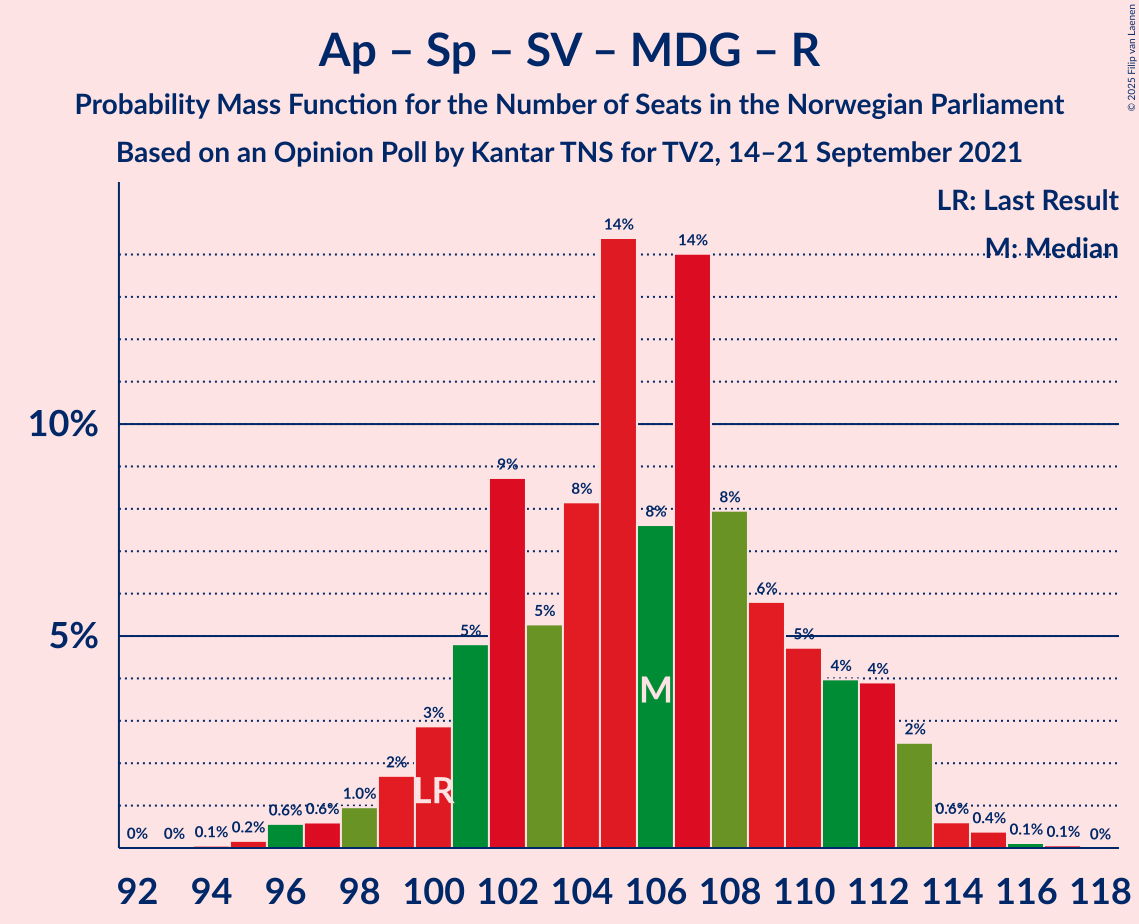 Ap – Sp – SV – MDG – R
Probability Mass Function for the Number of Seats in the Norwegian Parliament
Based on an Opinion Poll by Kantar TNS for TV2, 14–21 September 2021
© 2025 Filip van Laenen
LR: Last Result
M: Median
10%
5%
0% 0% 0.1% 0.2% 0.6% 0.6% 1.0% 2% 3% 5% 9% 5% 8% 14% 8% 14% 8% 6% 5% 4% 4% 2% 0.6% 0.4% 0.1% 0.1% 0%
M
LR
92 94 96 98 100 102 104 106 108 110 112 114 116 118